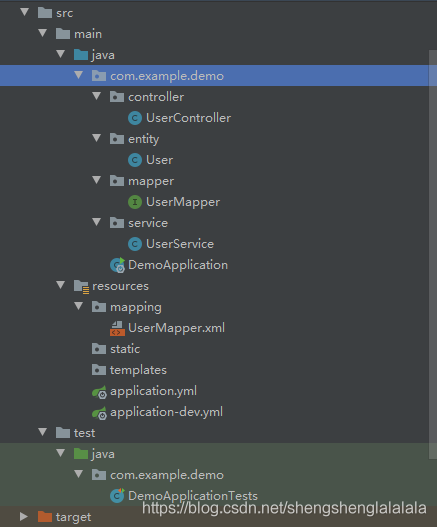 src
main
java
com.example.demo
controller
UserController
entity
User
mapper
UserMapper
service
UserService
DemoApplication
resources
mapping
UserMapper.xml
static
templates
application.yml
application-dev.yml
test
java
com.example.demo
DemoApplicationTests
https://blog.csdn.net/shengshenglalalala
target